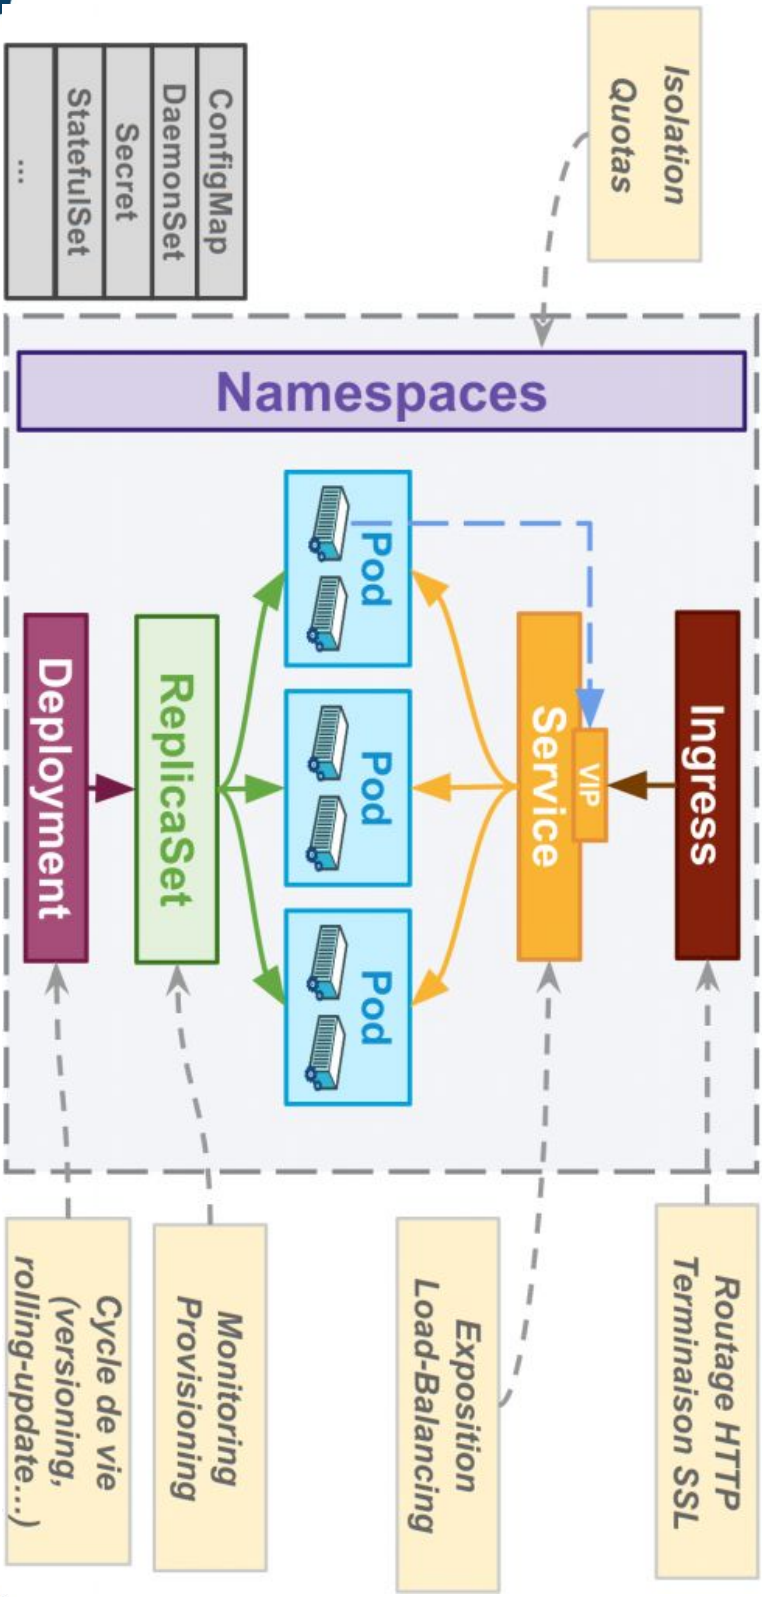 Isolation
Quotas
ConfigMap
DaemonSet
Secret
StatefulSet
...
Namespaces
Ingress
VIP
Service
Pod
Pod
Pod
ReplicaSet
Deployment
Routage HTTP
Terminaison SSL
Exposition
Load-Balancing
Monitoring
Provisioning
Cycle de vie
(versioning,
rolling-update...)